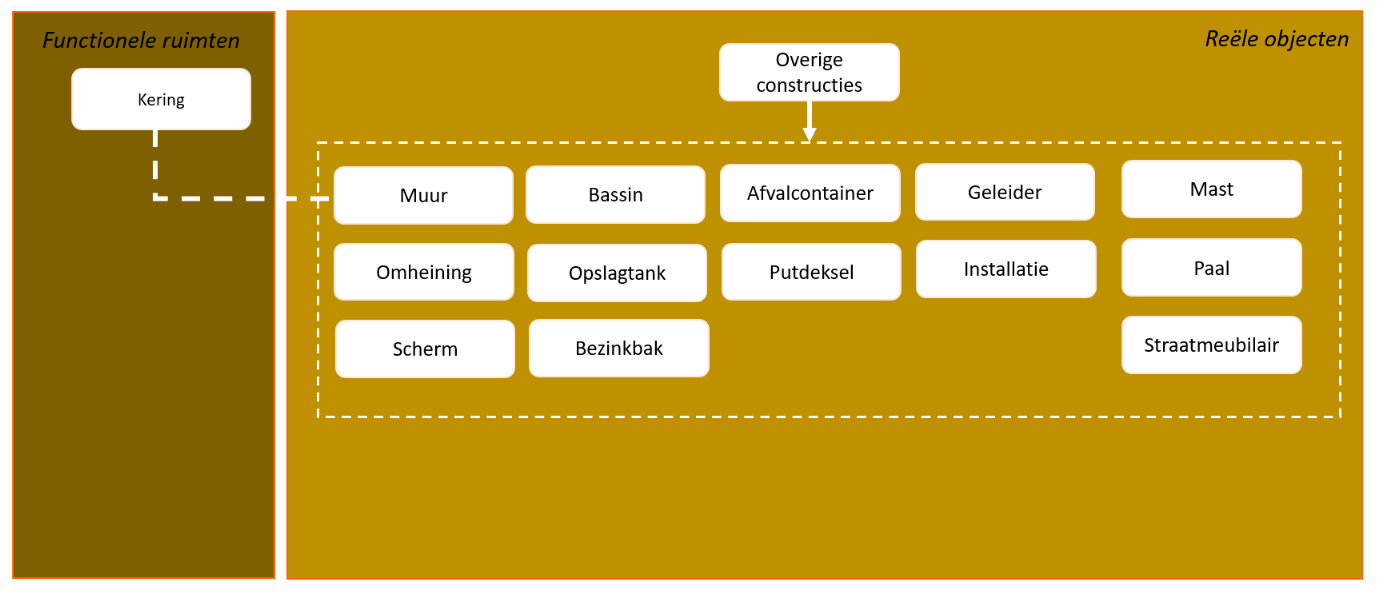 Functionele ruimten
Kering
Reële objecten
Overige
constructies
Muur
Bassin
Afvalcontainer
Geleider
Mast
Omheining
Opslagtank
Putdeksel
Installatie
Paal
Scherm
Bezinkbak
Straatmeubilair